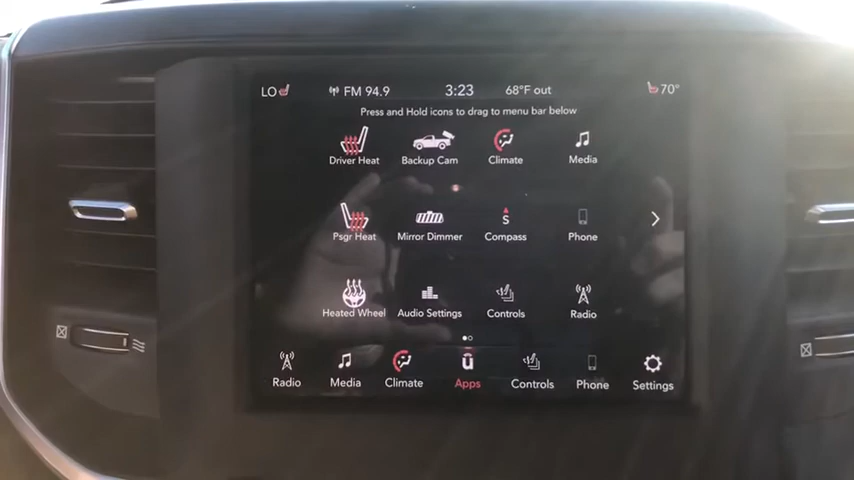 LO FM 94.9 3:23 68°F out 70°
Press and Hold icons to drag to menu bar below
Driver Heat Backup Cam Climate Media
S
Psgr Heat Mirror Dimmer Compass Phone
Heated Wheel Audio Settings Controls Radio
Radio Media Climate Apps Controls Phone Settings